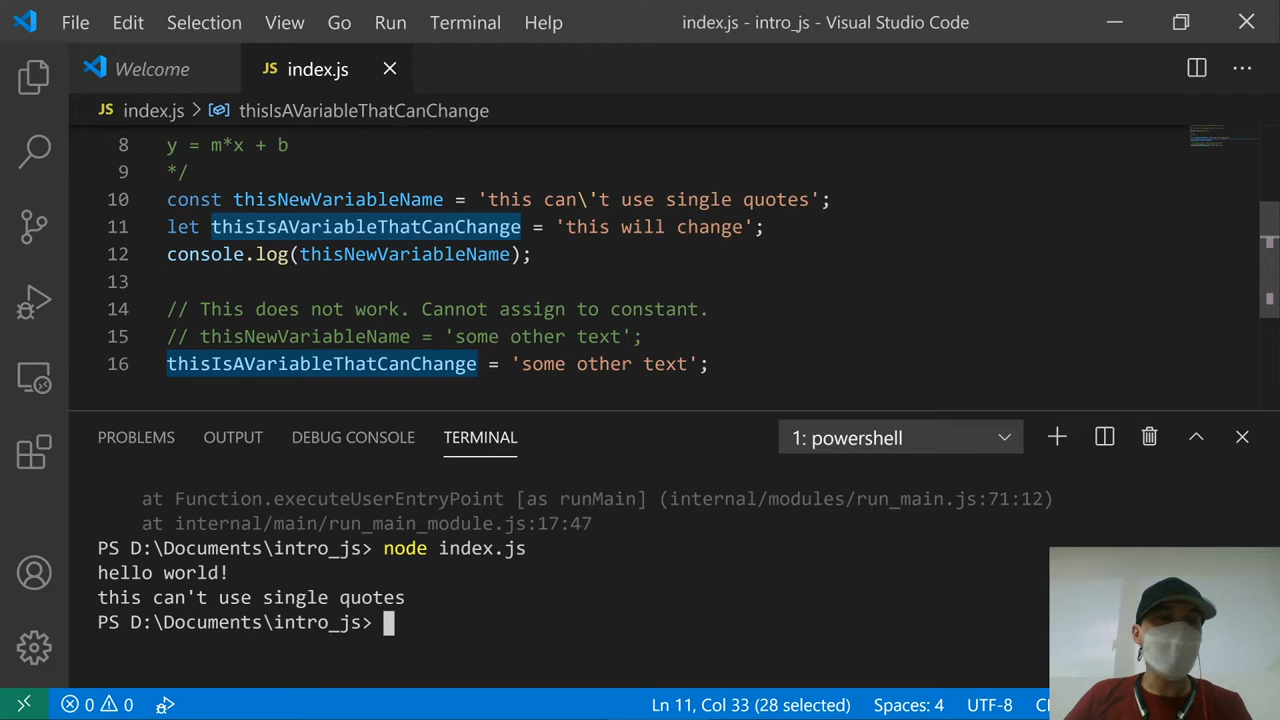 File Edit Selection View Go Run Terminal Help index.js - intro_js - Visual Studio Code
Welcome JS index.js
JS index.js > thisIsAVariableThatCanChange
8 y = m*x + b
9 */
10 const thisNewVariableName = 'this can\'t use single quotes';
11 let thisIsAVariableThatCanChange = 'this will change';
12 console.log(thisNewVariableName);
13
14 // This does not work. Cannot assign to constant.
15 // thisNewVariableName = 'some other text';
16 thisIsAVariableThatCanChange = 'some other text';
PROBLEMS OUTPUT DEBUG CONSOLE TERMINAL 1: powershell
at Function.executeUserEntryPoint [as runMain] (internal/modules/run_main.js:71:12)
at internal/main/run_main_module.js:17:47
PS D:\Documents\intro_js> node index.js
hello world!
this can't use single quotes
PS D:\Documents\intro_js>
0 0 Ln 11, Col 33 (28 selected) Spaces: 4 UTF-8